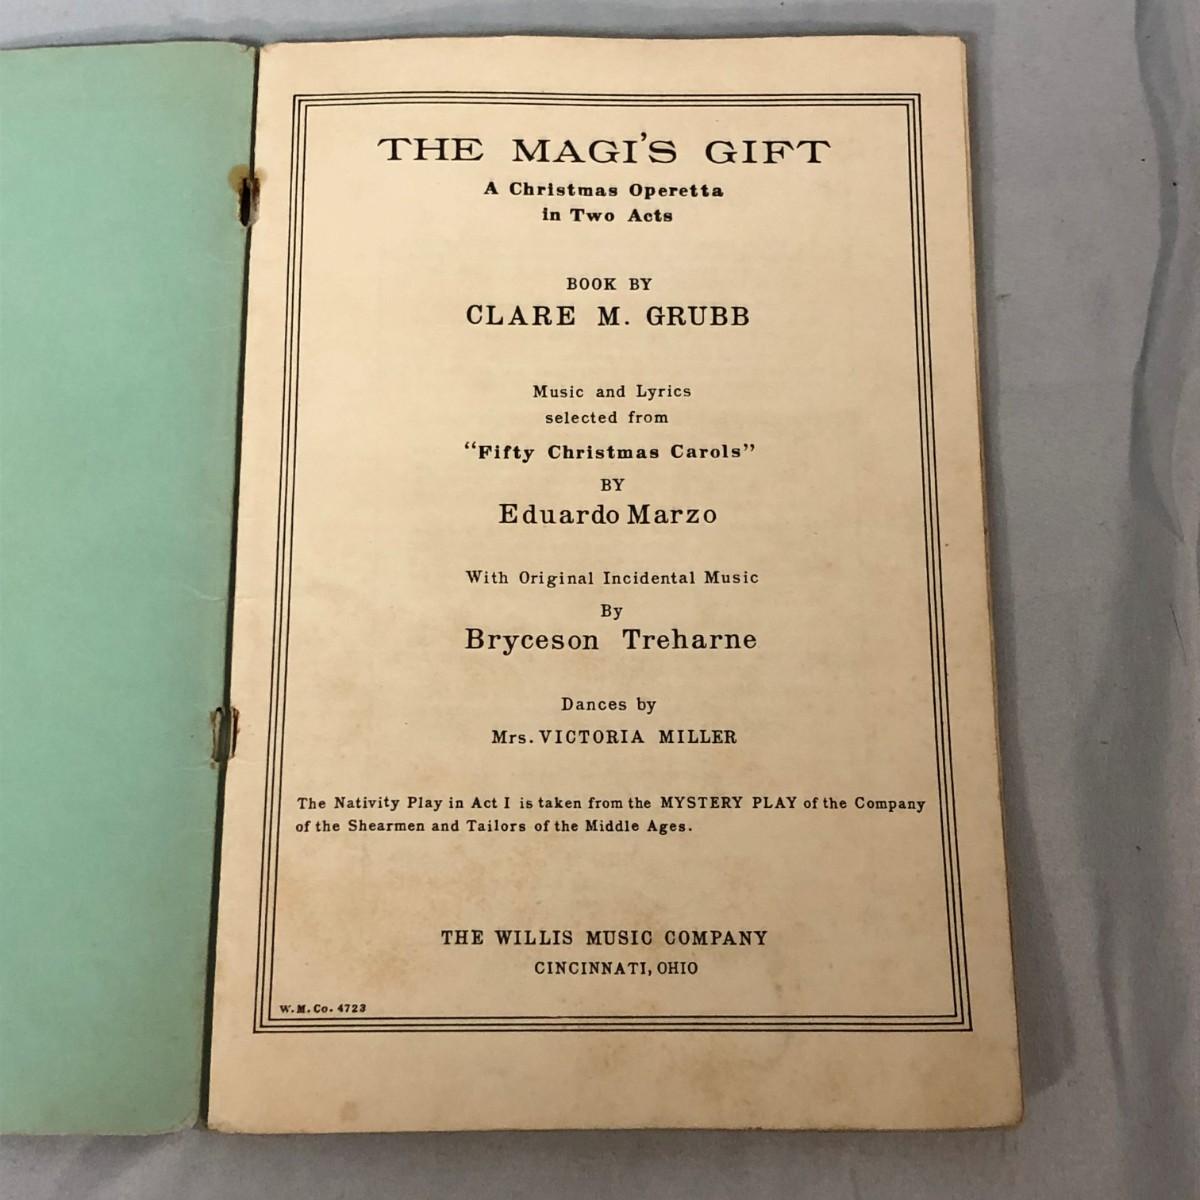 THE MAGI'S GIFT
A Christmas Operetta
in Two Acts
BOOK BY
CLARE M. GRUBB
Music and Lyrics
selected from
“Fifty Christmas Carols”
BY
Eduardo Marzo
With Original Incidental Music
By
Bryceson Treharne
Dances by
Mrs. VICTORIA MILLER
The Nativity Play in Act I is taken from the MYSTERY PLAY of the Company
of the Shearmen and Tailors of the Middle Ages.
THE WILLIS MUSIC COMPANY
CINCINNATI, OHIO
W. M. Co. 4723